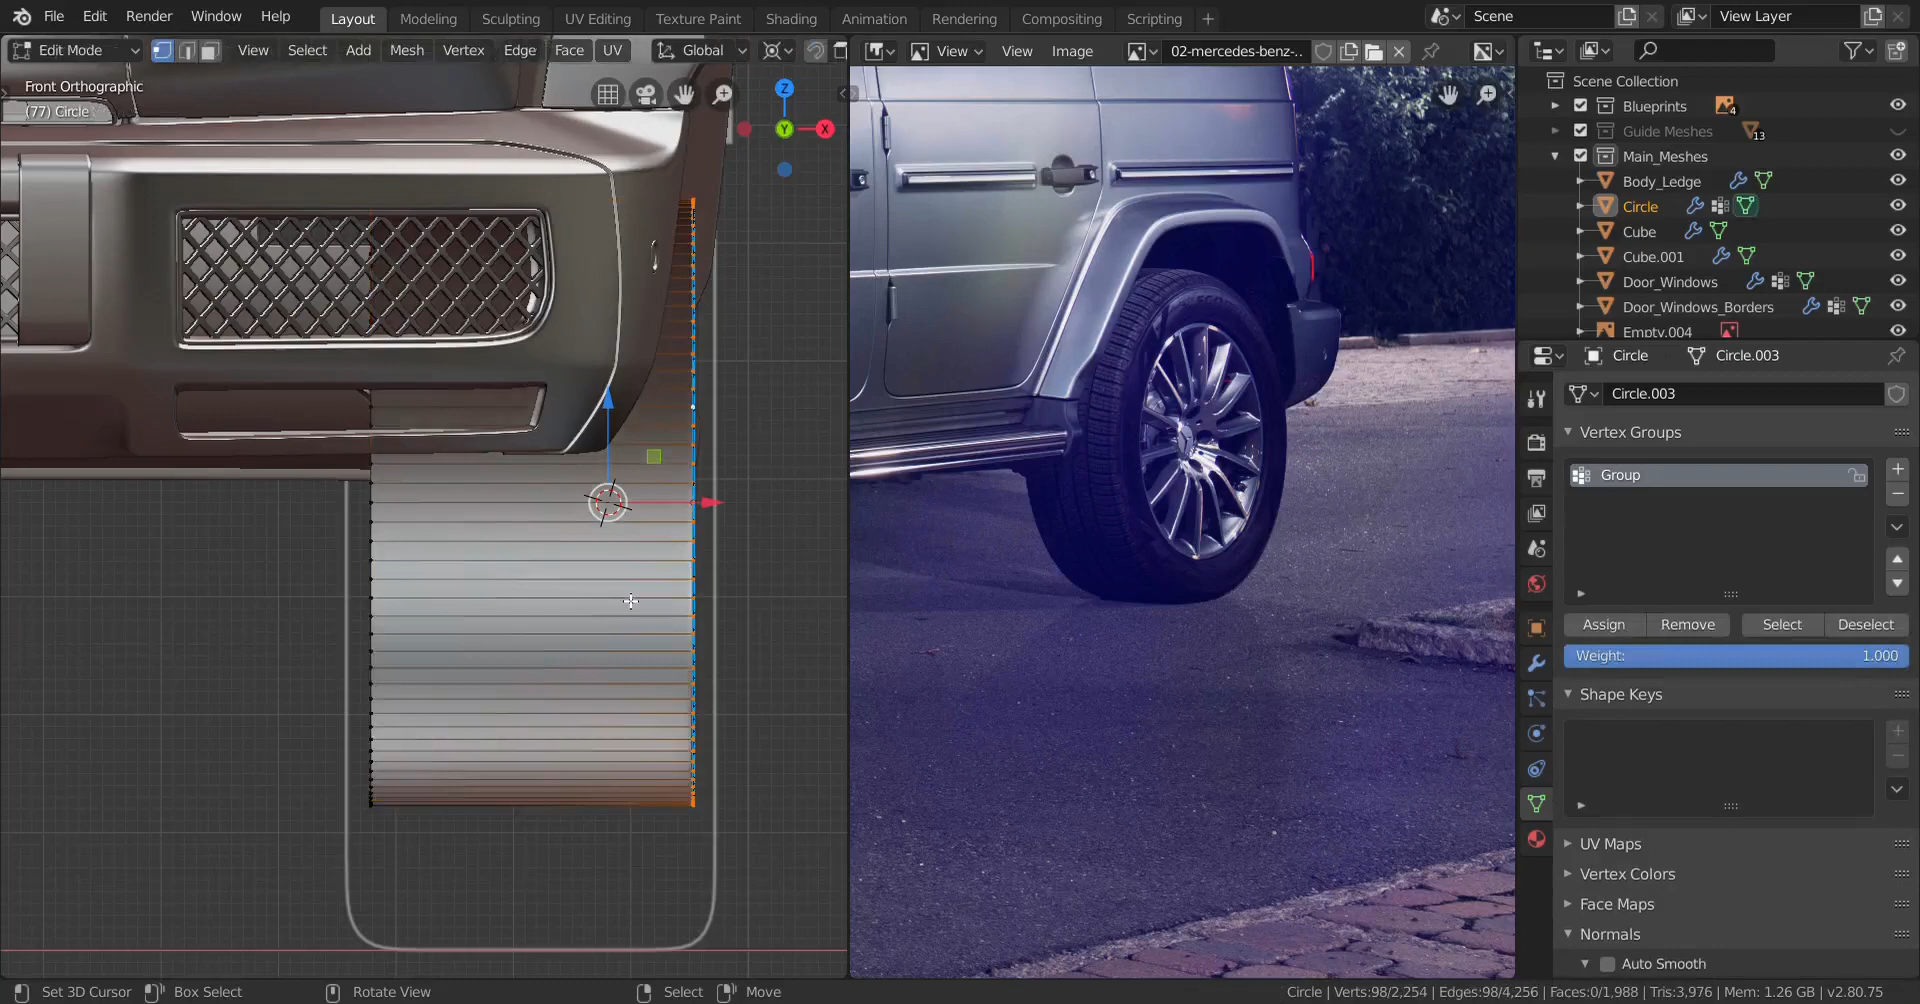 File Edit Render Window Help Layout Modeling Sculpting UV Editing Texture Paint Shading Animation Rendering Compositing Scripting + Scene View Layer
Edit Mode View Select Add Mesh Vertex Edge Face UV Global View View Image 02-mercedes-benz-..
Front Orthographic
(77) Circle
Z
Y
X
Scene Collection
Blueprints 4
Guide Meshes 13
Main_Meshes
Body_Ledge
Circle
Cube
Cube.001
Door_Windows
Door_Windows_Borders
Empty.004
Circle Circle.003
Circle.003
Vertex Groups
Group
Assign Remove Select Deselect
Weight: 1.000
Shape Keys
UV Maps
Vertex Colors
Face Maps
Normals
Auto Smooth
Set 3D Cursor Box Select Rotate View Select Move Circle | Verts:98/2,254 | Edges:98/4,256 | Faces:0/1,988 | Tris:3,976 | Mem: 1.26 GB | v2.80.75